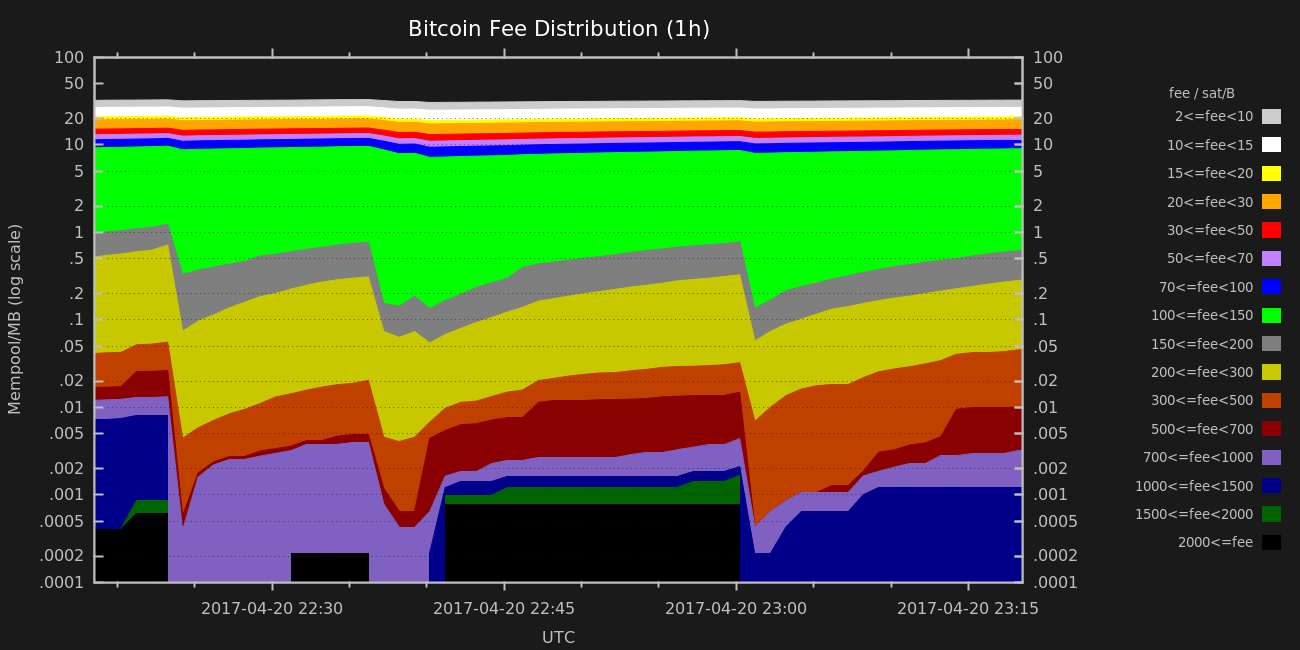 Bitcoin Fee Distribution (1h)
Mempool/MB (log scale)
100
50
20
10
5
2
1
.5
.2
.1
.05
.02
.01
.005
.002
.001
.0005
.0002
.0001
100
50
20
10
5
2
1
.5
.2
.1
.05
.02
.01
.005
.002
.001
.0005
.0002
.0001
2017-04-20 22:30
2017-04-20 22:45
2017-04-20 23:00
2017-04-20 23:15
UTC
fee / sat/B
2<=fee<10
10<=fee<15
15<=fee<20
20<=fee<30
30<=fee<50
50<=fee<70
70<=fee<100
100<=fee<150
150<=fee<200
200<=fee<300
300<=fee<500
500<=fee<700
700<=fee<1000
1000<=fee<1500
1500<=fee<2000
2000<=fee